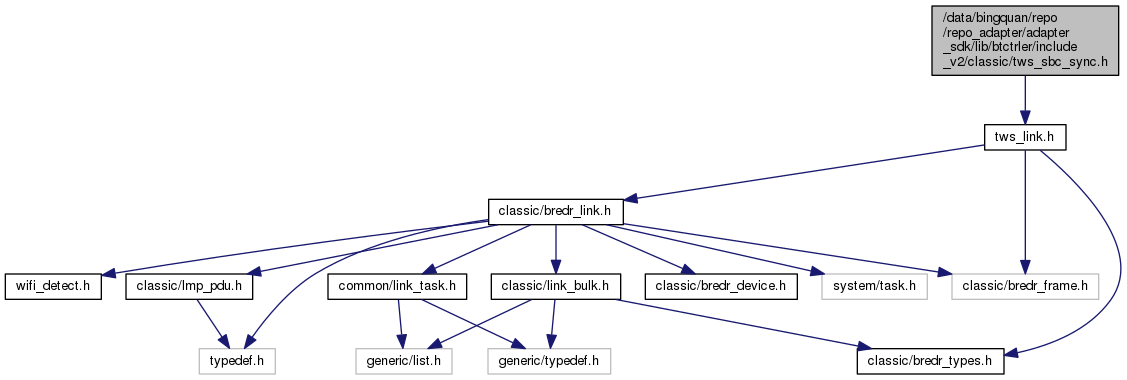 /data/bingquan/repo
/repo_adapter/adapter
_sdk/lib/btctrler/include
_v2/classic/tws_sbc_sync.h
tws_link.h
classic/bredr_link.h
wifi_detect.h
classic/lmp_pdu.h
common/link_task.h
classic/link_bulk.h
classic/bredr_device.h
system/task.h
classic/bredr_frame.h
typedef.h
generic/list.h
generic/typedef.h
classic/bredr_types.h